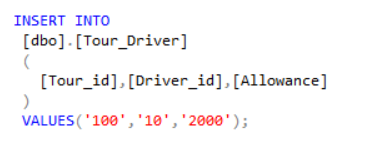 INSERT INTO
[dbo].[Tour_Driver]
(
[Tour_id],[Driver_id],[Allowance]
)
VALUES('100','10','2000');